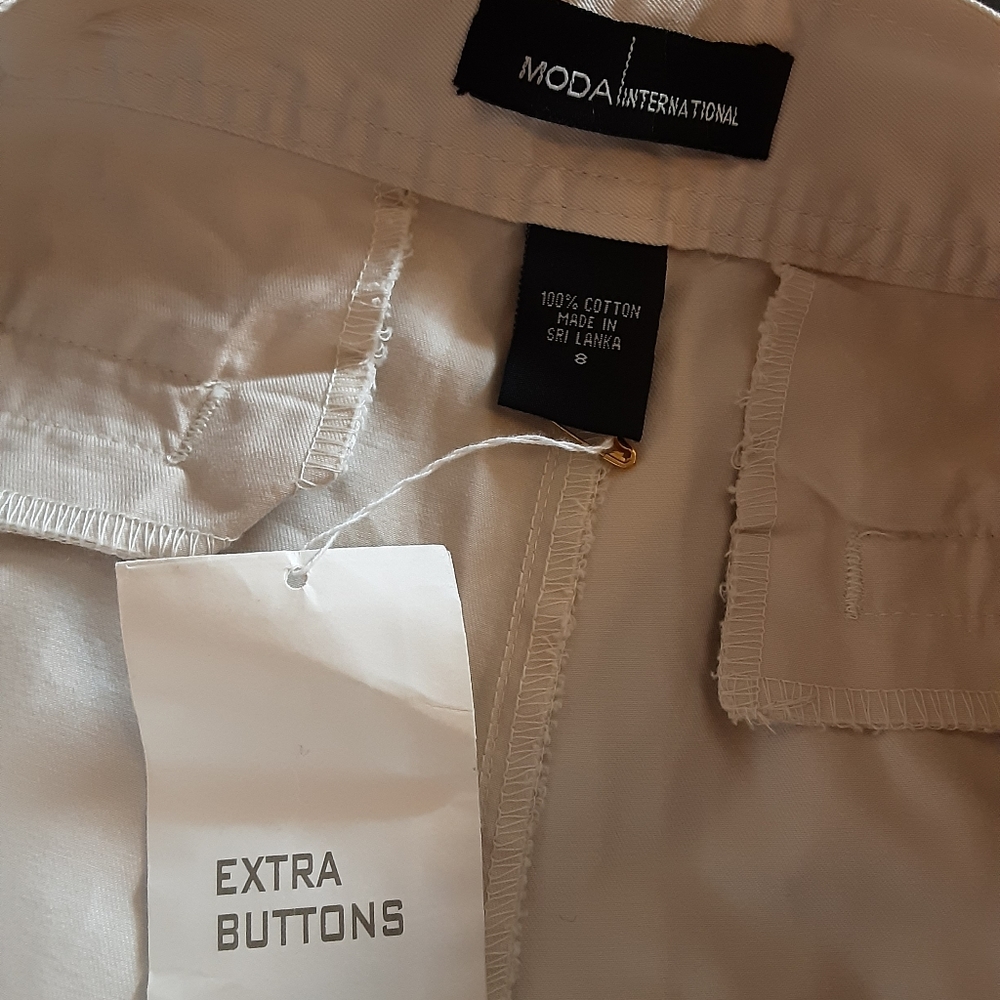 MODA INTERNATIONAL
100% COTTON
MADE IN
SRI LANKA
8
EXTRA
BUTTONS